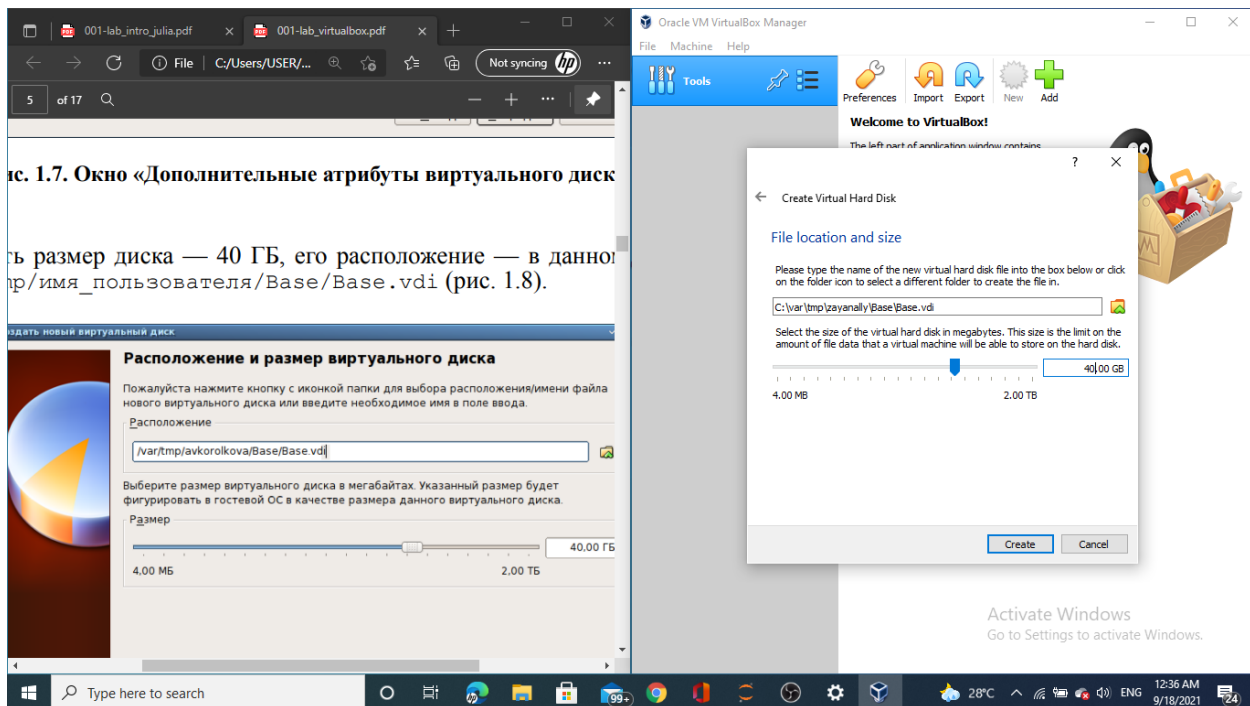 001-lab_intro_julia.pdf
001-lab_virtualbox.pdf
File
C:/Users/USER/...
Not syncing
5 of 17
ис. 1.7. Окно «Дополнительные атрибуты виртуального диск
ть размер диска — 40 ГБ, его расположение — в данно
mp/имя_пользователя/Base/Base.vdi (рис. 1.8).
здать новый виртуальный диск
Расположение и размер виртуального диска
Пожалуйста нажмите кнопку с иконкой папки для выбора расположения/имени файла
нового виртуального диска или введите необходимое имя в поле ввода.
Расположение
/var/tmp/avkorolkova/Base/Base.vdi
Выберите размер виртуального диска в мегабайтах. Указанный размер будет
фигурировать в гостевой ОС в качестве размера данного виртуального диска.
Размер
40,00 ГБ
4,00 МБ
2,00 ТБ
Oracle VM VirtualBox Manager
File Machine Help
Tools
Preferences Import Export New Add
Welcome to VirtualBox!
The left part of application window contains
?
Create Virtual Hard Disk
File location and size
Please type the name of the new virtual hard disk file into the box below or click
on the folder icon to select a different folder to create the file in.
C:\var\tmp\zayanally\Base\Base.vdi
Select the size of the virtual hard disk in megabytes. This size is the limit on the
amount of file data that a virtual machine will be able to store on the hard disk.
40,00 GB
4.00 MB
2.00 TB
Create Cancel
Activate Windows
Go to Settings to activate Windows.
Type here to search
99+
28°C
ENG
12:36 AM
9/18/2021
24